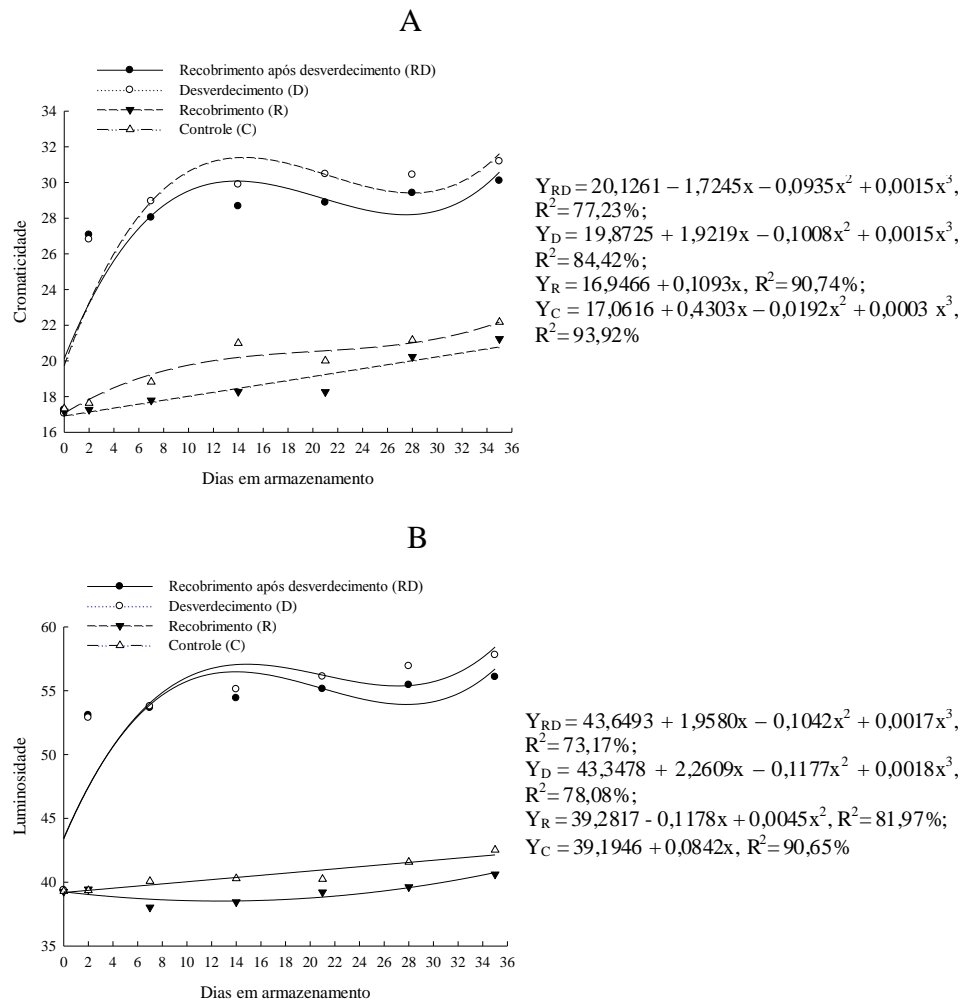 A
Recobrimento após desverdecimento (RD)
Desverdecimento (D)
Recobrimento (R)
Controle (C)
34
32
30
28
26
24
22
20
18
16
Cromaticidade
0 2 4 6 8 10 12 14 16 18 20 22 24 26 28 30 32 34 36
Dias em armazenamento
Y_RD = 20,1261 – 1,7245x – 0,0935x² + 0,0015x³,
R² = 77,23%;
Y_D = 19,8725 + 1,9219x – 0,1008x² + 0,0015x³,
R² = 84,42%;
Y_R = 16,9466 + 0,1093x, R² = 90,74%;
Y_C = 17,0616 + 0,4303x – 0,0192x² + 0,0003 x³,
R² = 93,92%
B
Recobrimento após desverdecimento (RD)
Desverdecimento (D)
Recobrimento (R)
Controle (C)
60
55
50
45
40
35
Luminosidade
0 2 4 6 8 10 12 14 16 18 20 22 24 26 28 30 32 34 36
Dias em armazenamento
Y_RD = 43,6493 + 1,9580x – 0,1042x² + 0,0017x³,
R² = 73,17%;
Y_D = 43,3478 + 2,2609x – 0,1177x² + 0,0018x³,
R² = 78,08%;
Y_R = 39,2817 - 0,1178x + 0,0045x², R² = 81,97%;
Y_C = 39,1946 + 0,0842x, R² = 90,65%